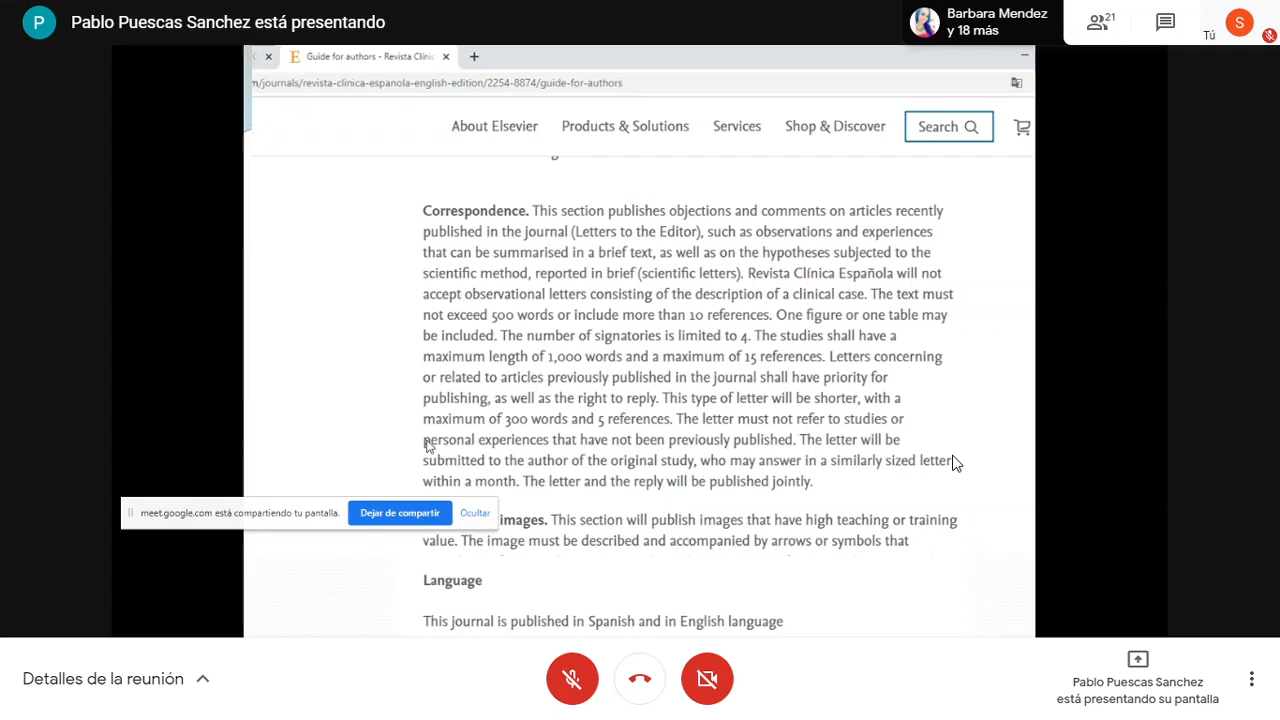 P Pablo Puescas Sanchez está presentando
Barbara Mendez
y 18 más
21
Tú
S
Guide for authors - Revista Clínic
m/journals/revista-clinica-espanola-english-edition/2254-8874/guide-for-authors
About Elsevier Products & Solutions Services Shop & Discover Search
Correspondence. This section publishes objections and comments on articles recently
published in the journal (Letters to the Editor), such as observations and experiences
that can be summarised in a brief text, as well as on the hypotheses subjected to the
scientific method, reported in brief (scientific letters). Revista Clínica Española will not
accept observational letters consisting of the description of a clinical case. The text must
not exceed 500 words or include more than 10 references. One figure or one table may
be included. The number of signatories is limited to 4. The studies shall have a
maximum length of 1,000 words and a maximum of 15 references. Letters concerning
or related to articles previously published in the journal shall have priority for
publishing, as well as the right to reply. This type of letter will be shorter, with a
maximum of 300 words and 5 references. The letter must not refer to studies or
personal experiences that have not been previously published. The letter will be
submitted to the author of the original study, who may answer in a similarly sized letter
within a month. The letter and the reply will be published jointly.
meet.google.com está compartiendo tu pantalla. Dejar de compartir Ocultar
images. This section will publish images that have high teaching or training
value. The image must be described and accompanied by arrows or symbols that
Language
This journal is published in Spanish and in English language
Detalles de la reunión
Pablo Puescas Sanchez
está presentando su pantalla